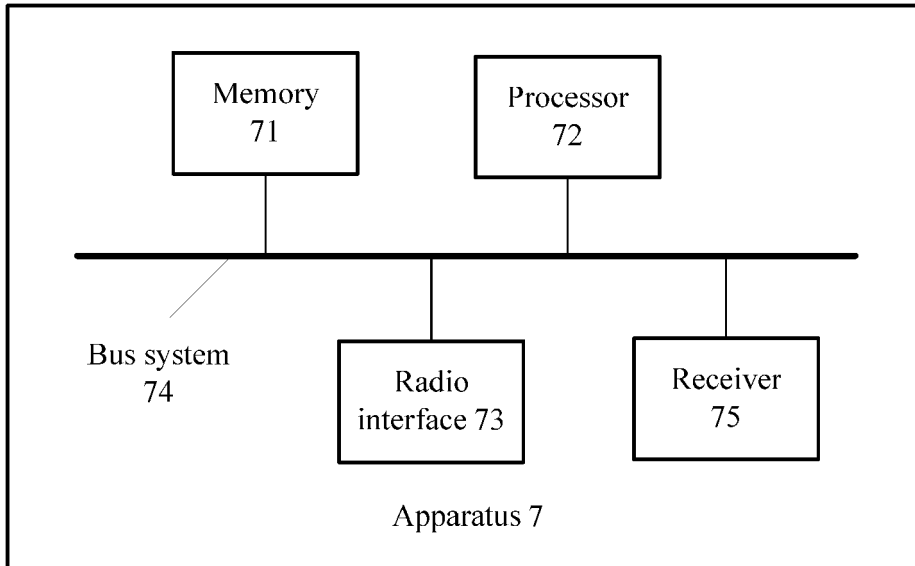 Memory
71
Processor
72
Bus system
74
Radio
interface 73
Receiver
75
Apparatus 7